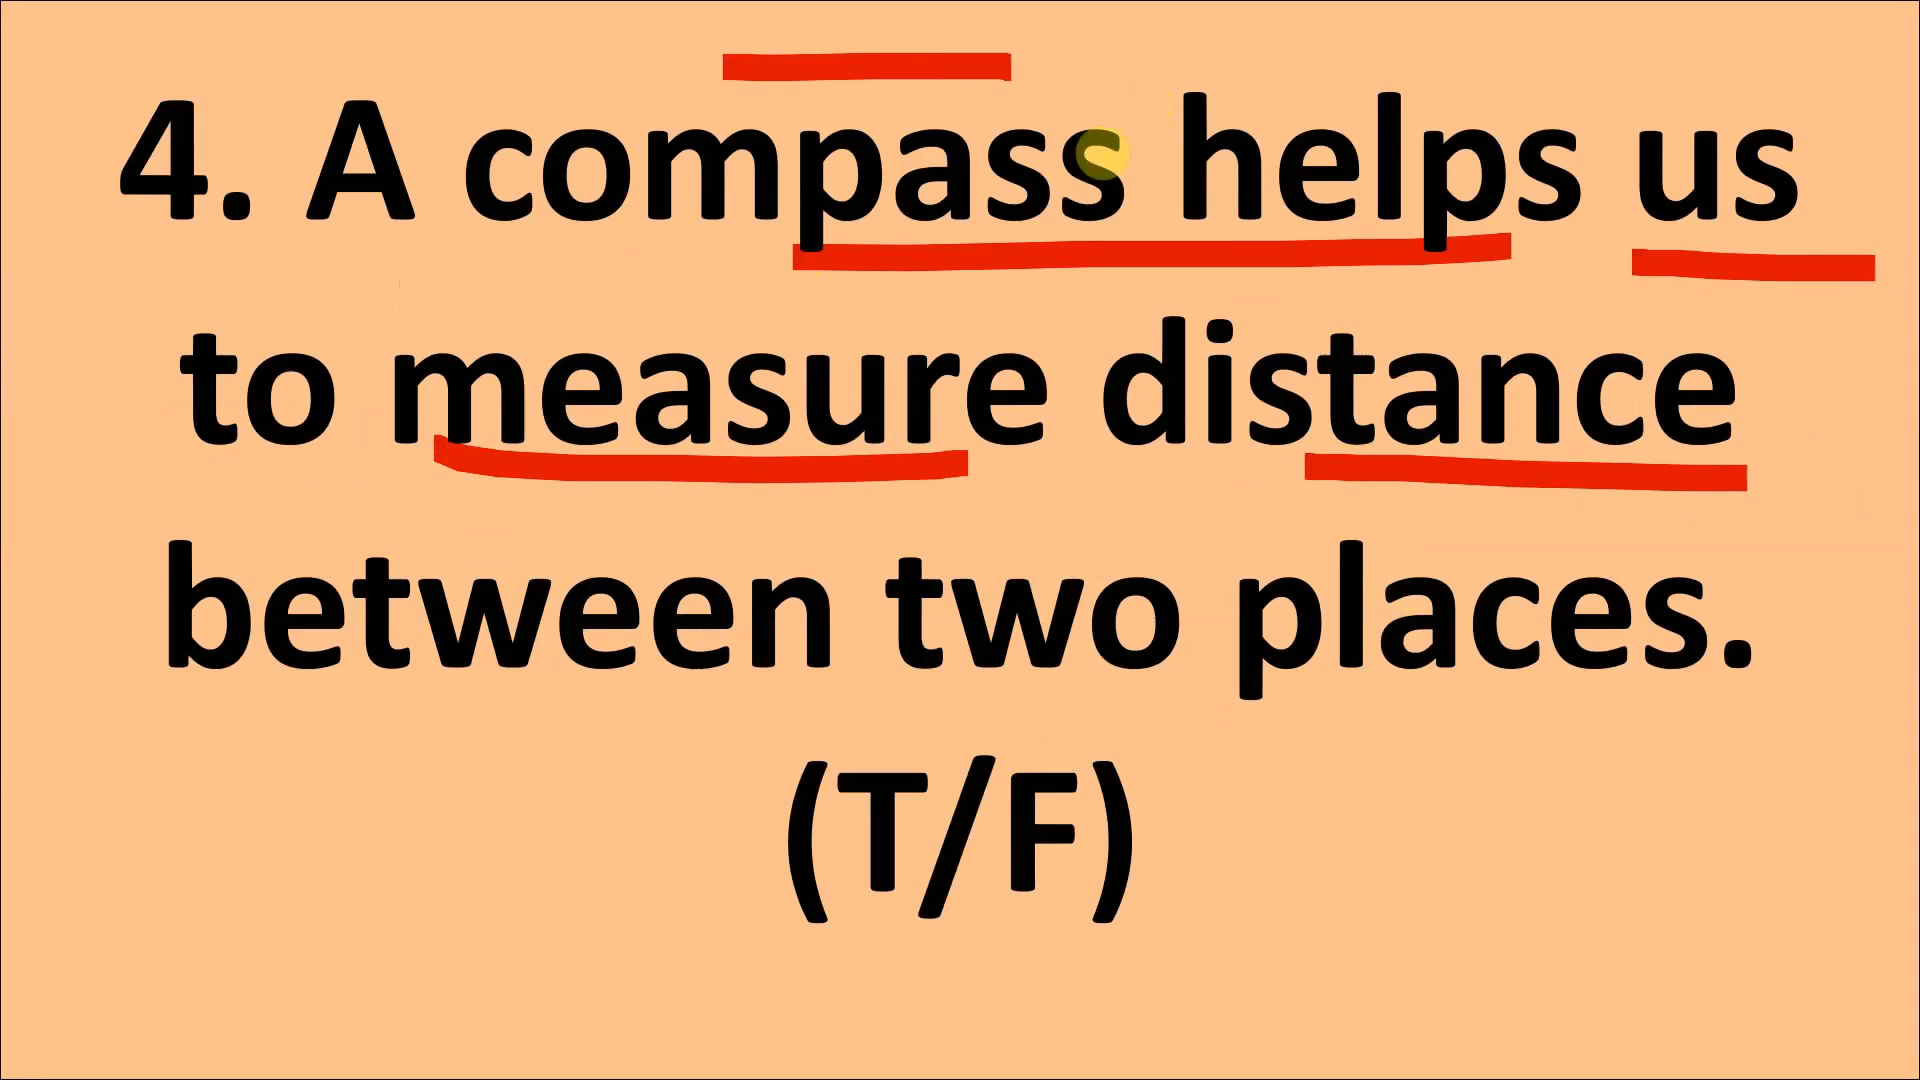 4. A compass helps us
to measure distance
between two places.
(T/F)